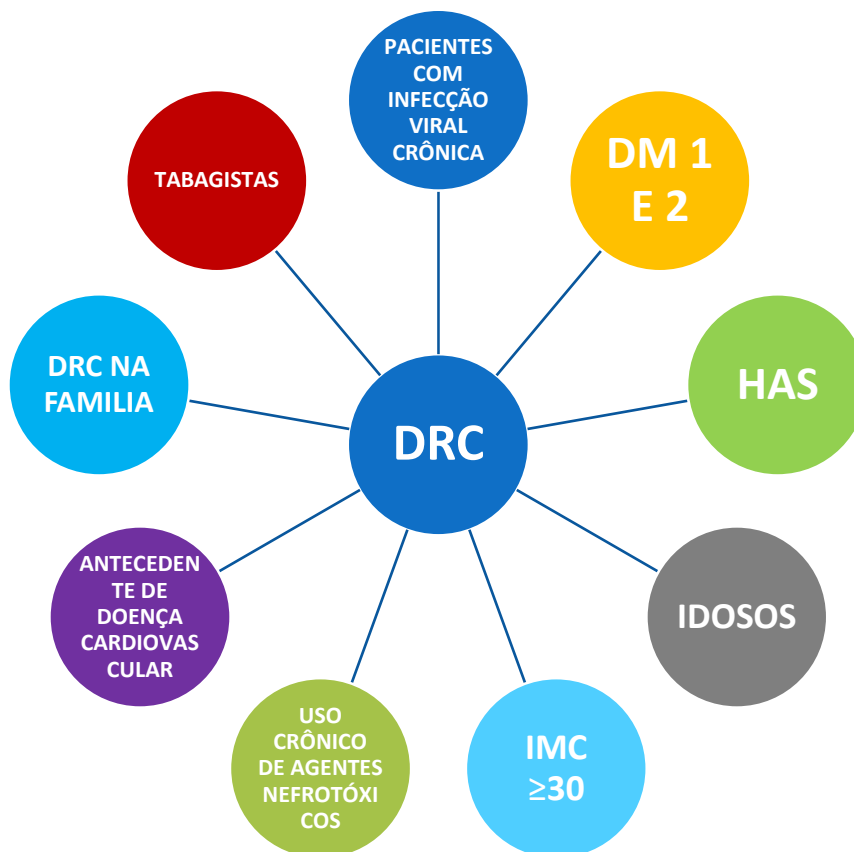 PACIENTES
COM
INFECÇÃO
VIRAL
CRÔNICA
DM 1
E 2
HAS
IDOSOS
IMC
≥30
USO
CRÔNICO
DE AGENTES
NEFROTÓXI
COS
ANTECEDEN
TE DE
DOENÇA
CARDIOVAS
CULAR
DRC NA
FAMILIA
TABAGISTAS
DRC